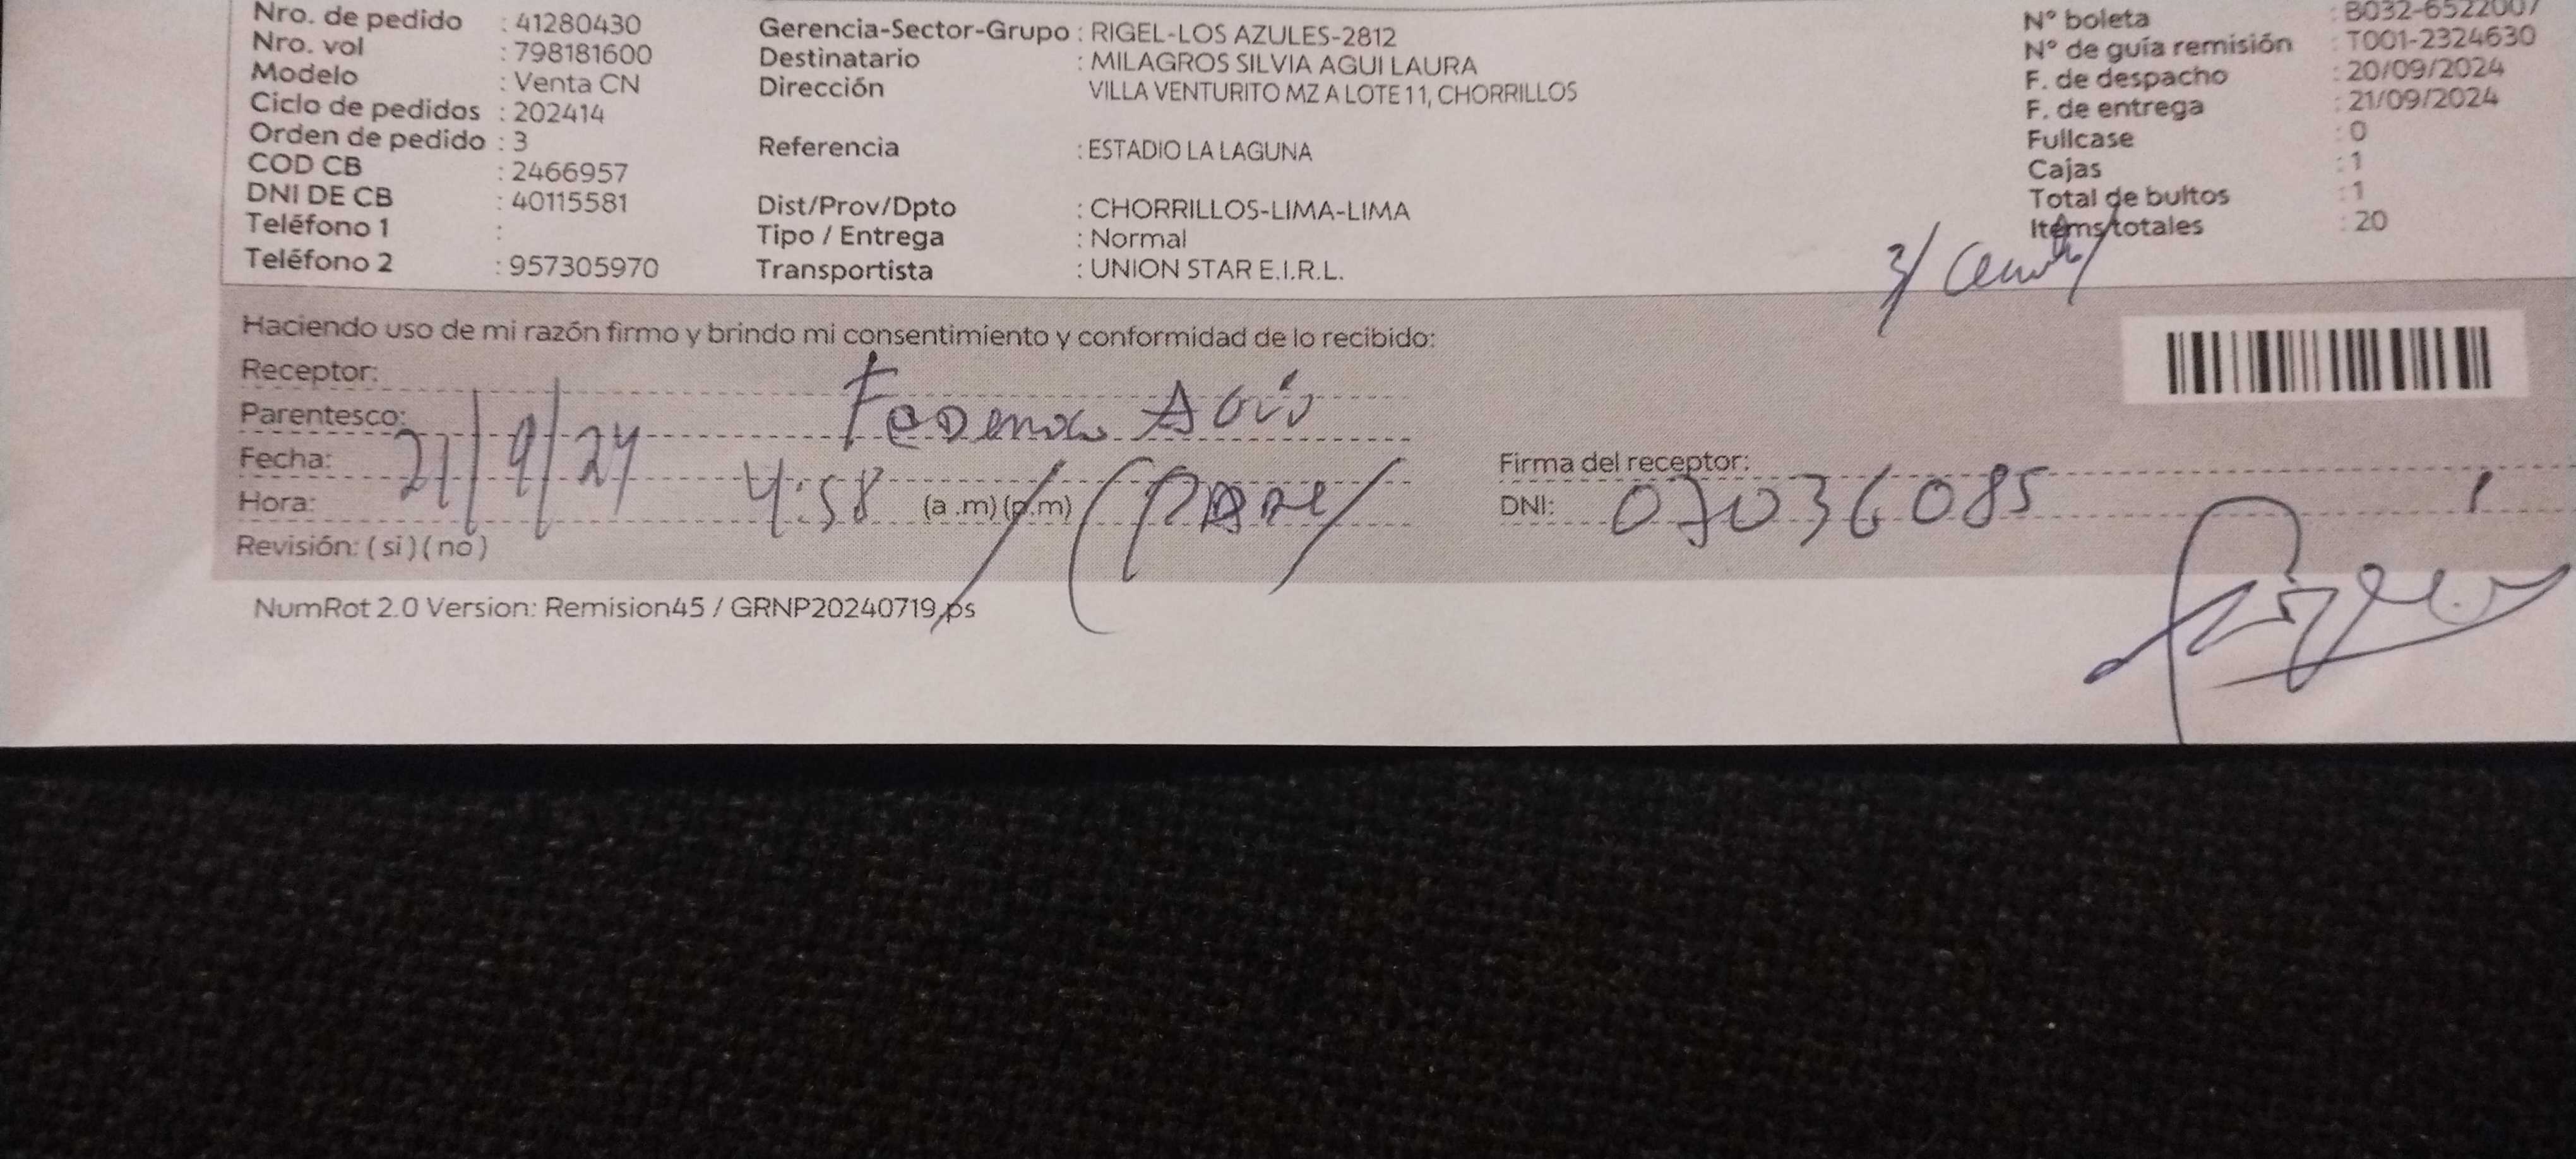 Nro. de pedido : 41280430
Nro. vol : 798181600
Modelo : Venta CN
Ciclo de pedidos : 202414
Orden de pedido : 3
COD CB : 2466957
DNI DE CB : 40115581
Teléfono 1 :
Teléfono 2 : 957305970
Gerencia-Sector-Grupo : RIGEL-LOS AZULES-2812
Destinatario : MILAGROS SILVIA AGUI LAURA
Dirección VILLA VENTURITO MZ A LOTE 11, CHORRILLOS
Referencia : ESTADIO LA LAGUNA
Dist/Prov/Dpto : CHORRILLOS-LIMA-LIMA
Tipo / Entrega : Normal
Transportista : UNION STAR E.I.R.L.
N° boleta : B032-6522007
N° de guía remisión : T001-2324630
F. de despacho : 20/09/2024
F. de entrega : 21/09/2024
Fullcase : 0
Cajas : 1
Total de bultos : 1
Items totales : 20
Haciendo uso de mi razón firmo y brindo mi consentimiento y conformidad de lo recibido:
Receptor:
Parentesco:
Fecha: 21/9/24
Hora: 4:58 (a .m) (p.m)
Revisión: ( si ) ( no )
Firma del receptor:
DNI: 07036085
NumRot 2.0 Version: Remision45 / GRNP20240719.ps